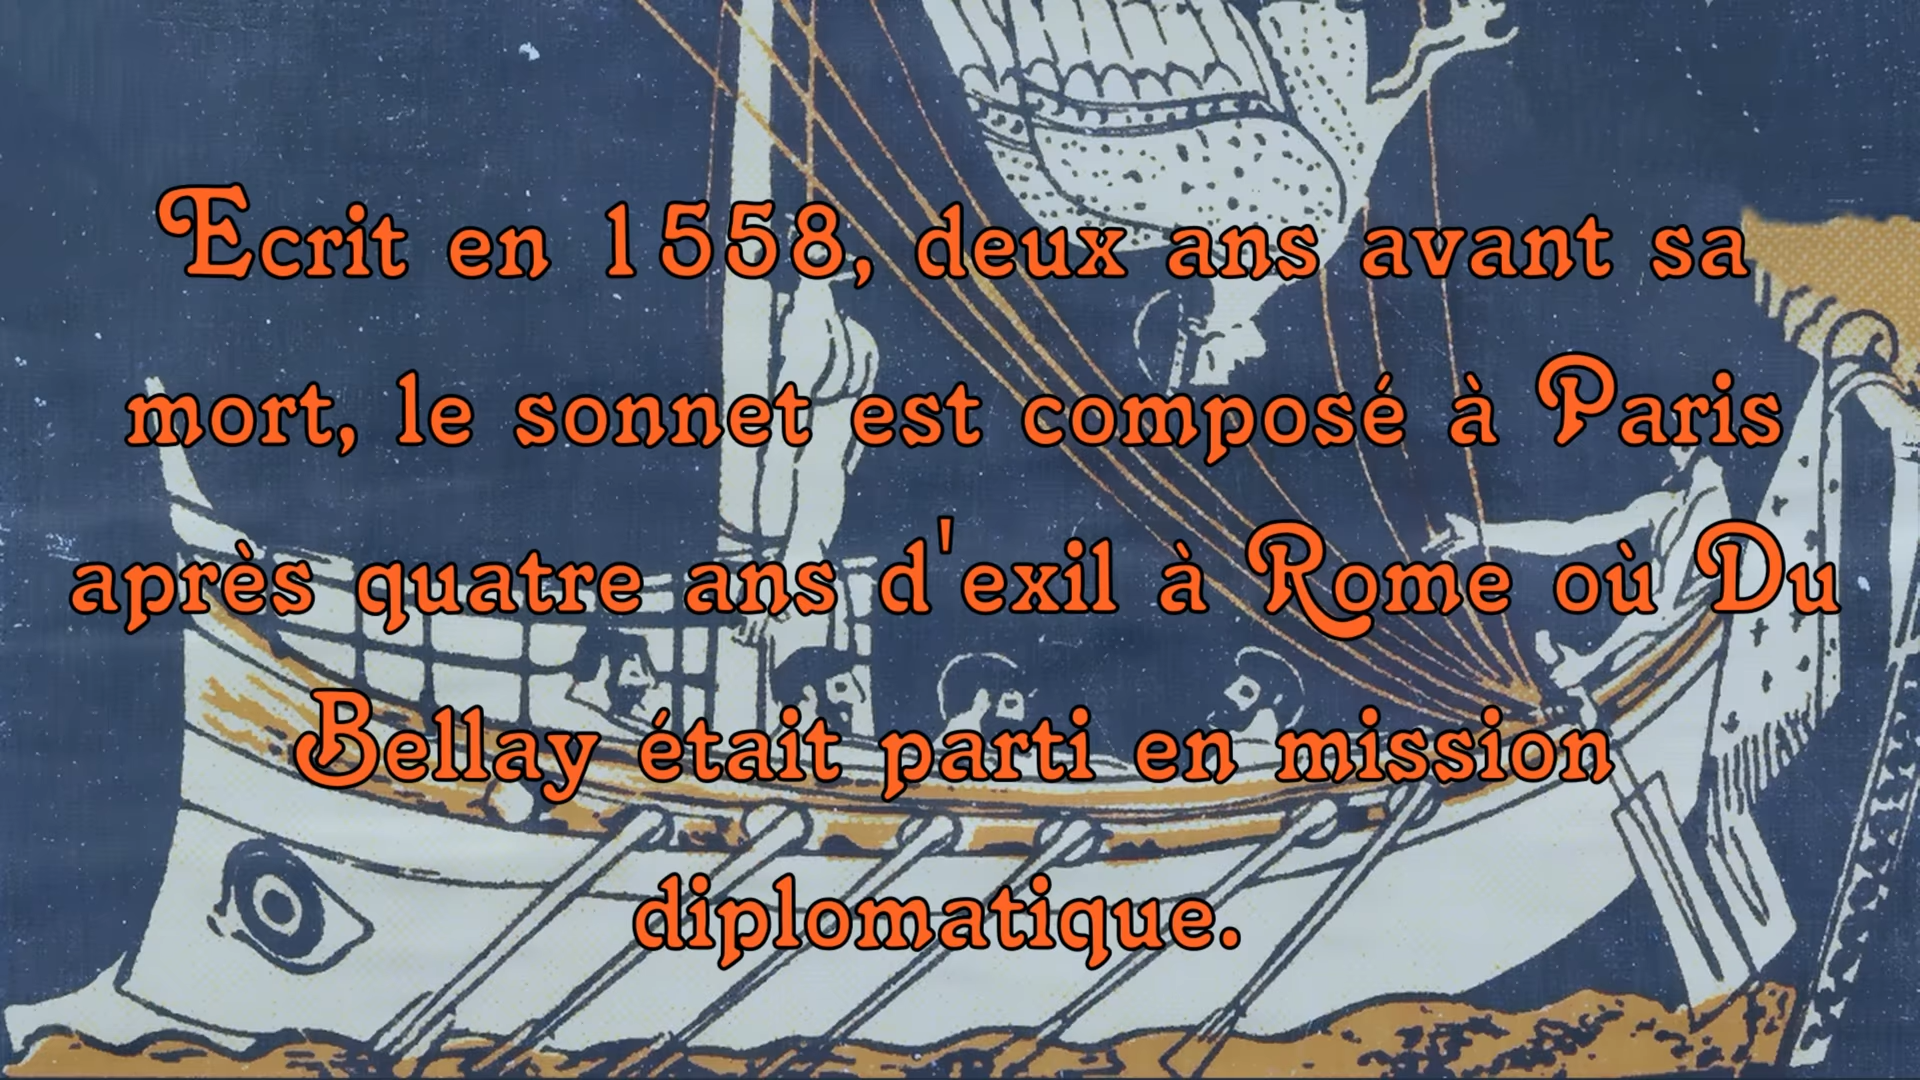 Ecrit en 1558, deux ans avant sa
mort, le sonnet est composé à Paris
après quatre ans d'exil à Rome où Du
Bellay était parti en mission
diplomatique.